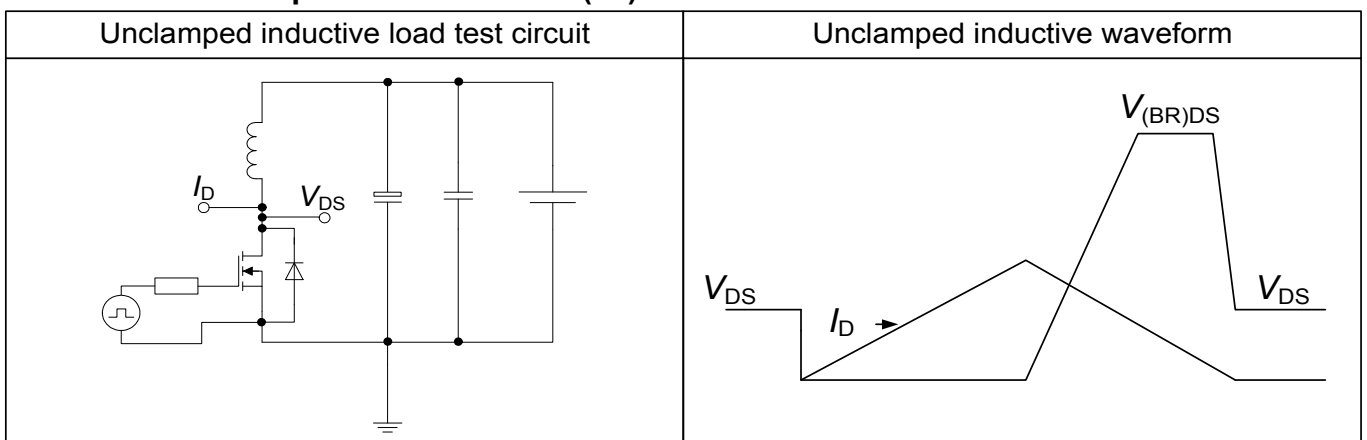 Unclamped inductive load test circuit
Unclamped inductive waveform
I_D
V_DS
V_(BR)DS
V_DS
I_D
V_DS